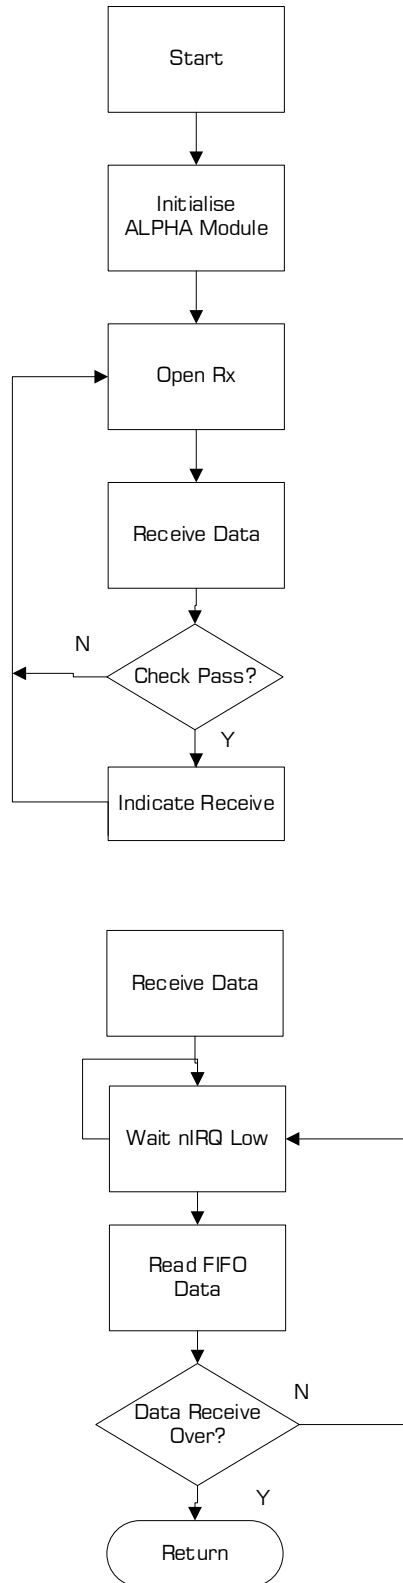 Start
Initialise
ALPHA Module
Open Rx
Receive Data
N
Check Pass?
Y
Indicate Receive
Receive Data
Wait nIRQ Low
Read FIFO
Data
N
Data Receive
Over?
Y
Return